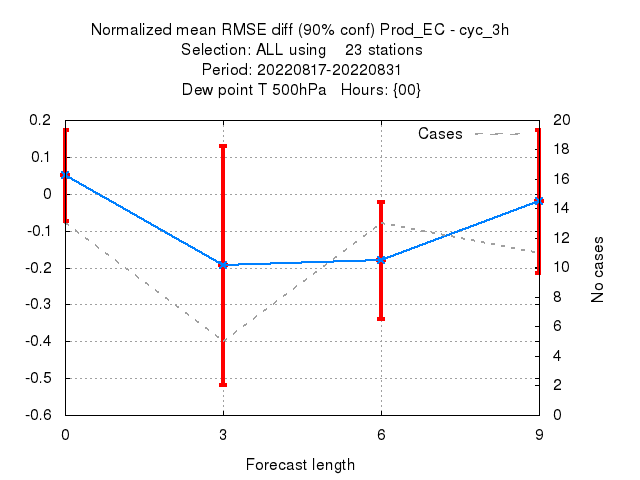 Normalized mean RMSE diff (90% conf) Prod_EC - cyc_3h
Selection: ALL using    23 stations
Period: 20220817-20220831
Dew point T 500hPa   Hours: {00}
Cases
0.2
0.1
0
-0.1
-0.2
-0.3
-0.4
-0.5
-0.6
20
18
16
14
12
10
8
6
4
2
0
No cases
0 3 6 9
Forecast length